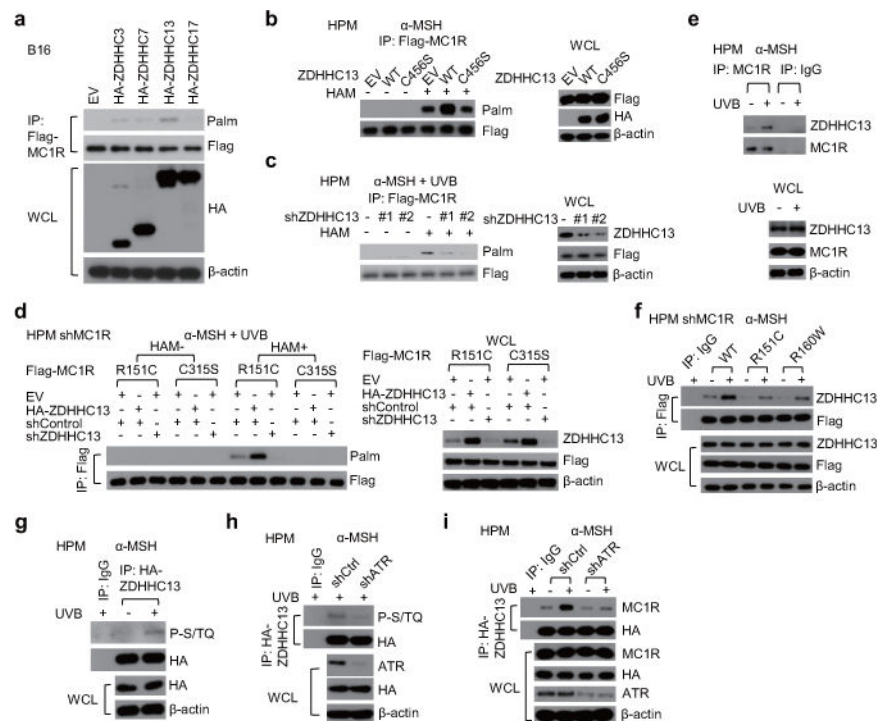 a
B16
EV
HA-ZDHHC3
HA-ZDHHC7
HA-ZDHHC13
HA-ZDHHC17
IP:
Flag-
MC1R
Palm
Flag
WCL
HA
β-actin
b
HPM α-MSH
IP: Flag-MC1R
ZDHHC13 EV WT C456S EV WT C456S
HAM - - - + + +
Palm
Flag
WCL
ZDHHC13 EV WT C456S
Flag
HA
β-actin
c
HPM α-MSH + UVB
IP: Flag-MC1R
shZDHHC13 - #1 #2 - #1 #2
HAM - - - + + +
Palm
Flag
WCL
shZDHHC13 - #1 #2
ZDHHC13
Flag
β-actin
d
HPM shMC1R α-MSH + UVB
HAM- HAM+
Flag-MC1R R151C C315S R151C C315S
EV + - + + - + + - + + - +
HA-ZDHHC13 - + - - + - - + - - + -
shControl + + - + + - + + - + + -
shZDHHC13 - - + - - + - - + - - +
IP: Flag
Palm
Flag
WCL
Flag-MC1R R151C C315S
EV + - + + - +
HA-ZDHHC13 - + - - + -
shControl + + - + + -
shZDHHC13 - - + - - +
ZDHHC13
Flag
β-actin
e
HPM α-MSH
IP: MC1R IP: IgG
UVB - + - +
ZDHHC13
MC1R
WCL
UVB - +
ZDHHC13
MC1R
β-actin
f
HPM shMC1R α-MSH
IP: IgG WT R151C R160W
UVB + - + - + - +
IP: Flag
ZDHHC13
Flag
WCL
ZDHHC13
Flag
β-actin
g
HPM α-MSH
IP: IgG
IP: HA-
ZDHHC13
UVB + - +
P-S/TQ
HA
WCL
HA
β-actin
h
HPM α-MSH
IP: IgG shCtrl shATR
UVB + + +
IP: HA-
ZDHHC13
P-S/TQ
HA
WCL
ATR
HA
β-actin
i
HPM α-MSH
IP: IgG shCtrl shATR
UVB + - + - +
IP: HA-
ZDHHC13
MC1R
HA
WCL
MC1R
HA
ATR
β-actin